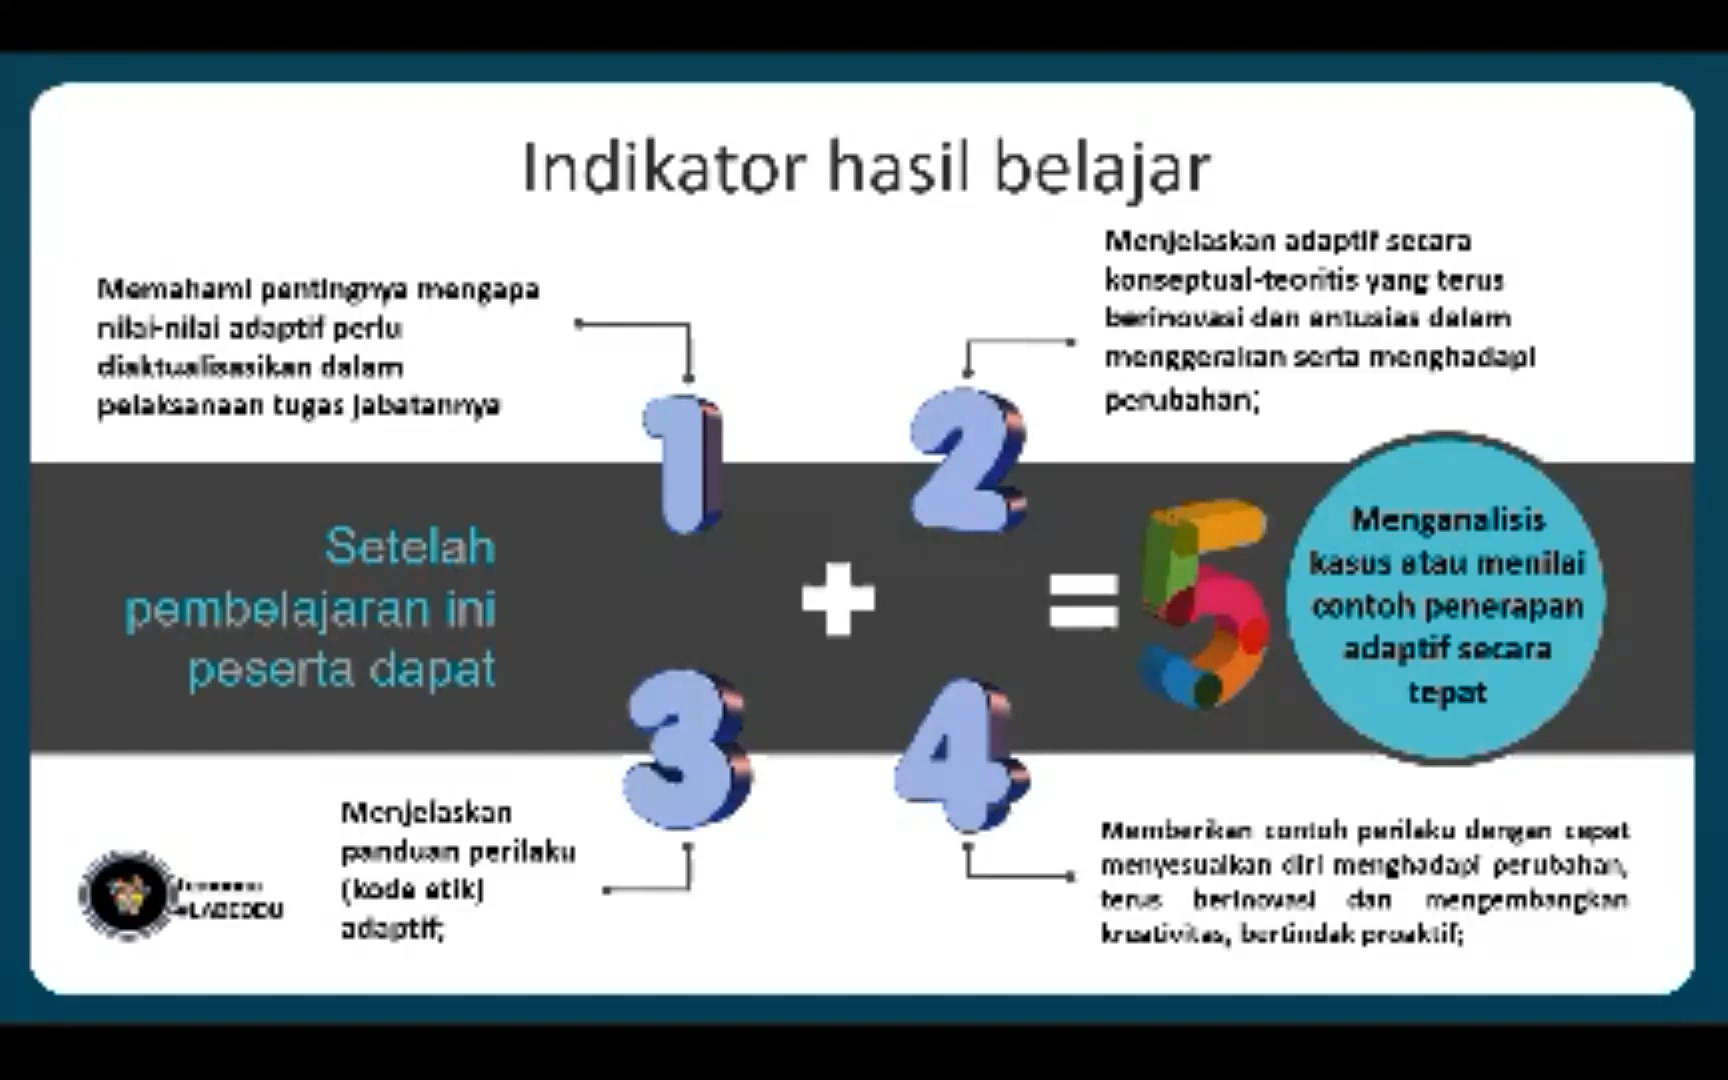 Indikator hasil belajar
Memahami pentingnya mengapa
nilai-nilai adaptif perlu
diaktualisasikan dalam
pelaksanaan tugas jabatannya
Menjelaskan adaptif secara
konseptual-teoritis yang terus
berinovasi dan antusias dalam
menggerakan serta menghadapi
perubahan;
1
2
Setelah
pembelajaran ini
peserta dapat
+
=
5
Menganalisis
kasus atau menilai
contoh penerapan
adaptif secara
tepat
3
4
Menjelaskan
panduan perilaku
(kode etik)
adaptif;
Memberikan contoh perilaku dengan cepat
menyesuaikan diri menghadapi perubahan,
terus berinovasi dan mengembangkan
kreativitas, bertindak proaktif;